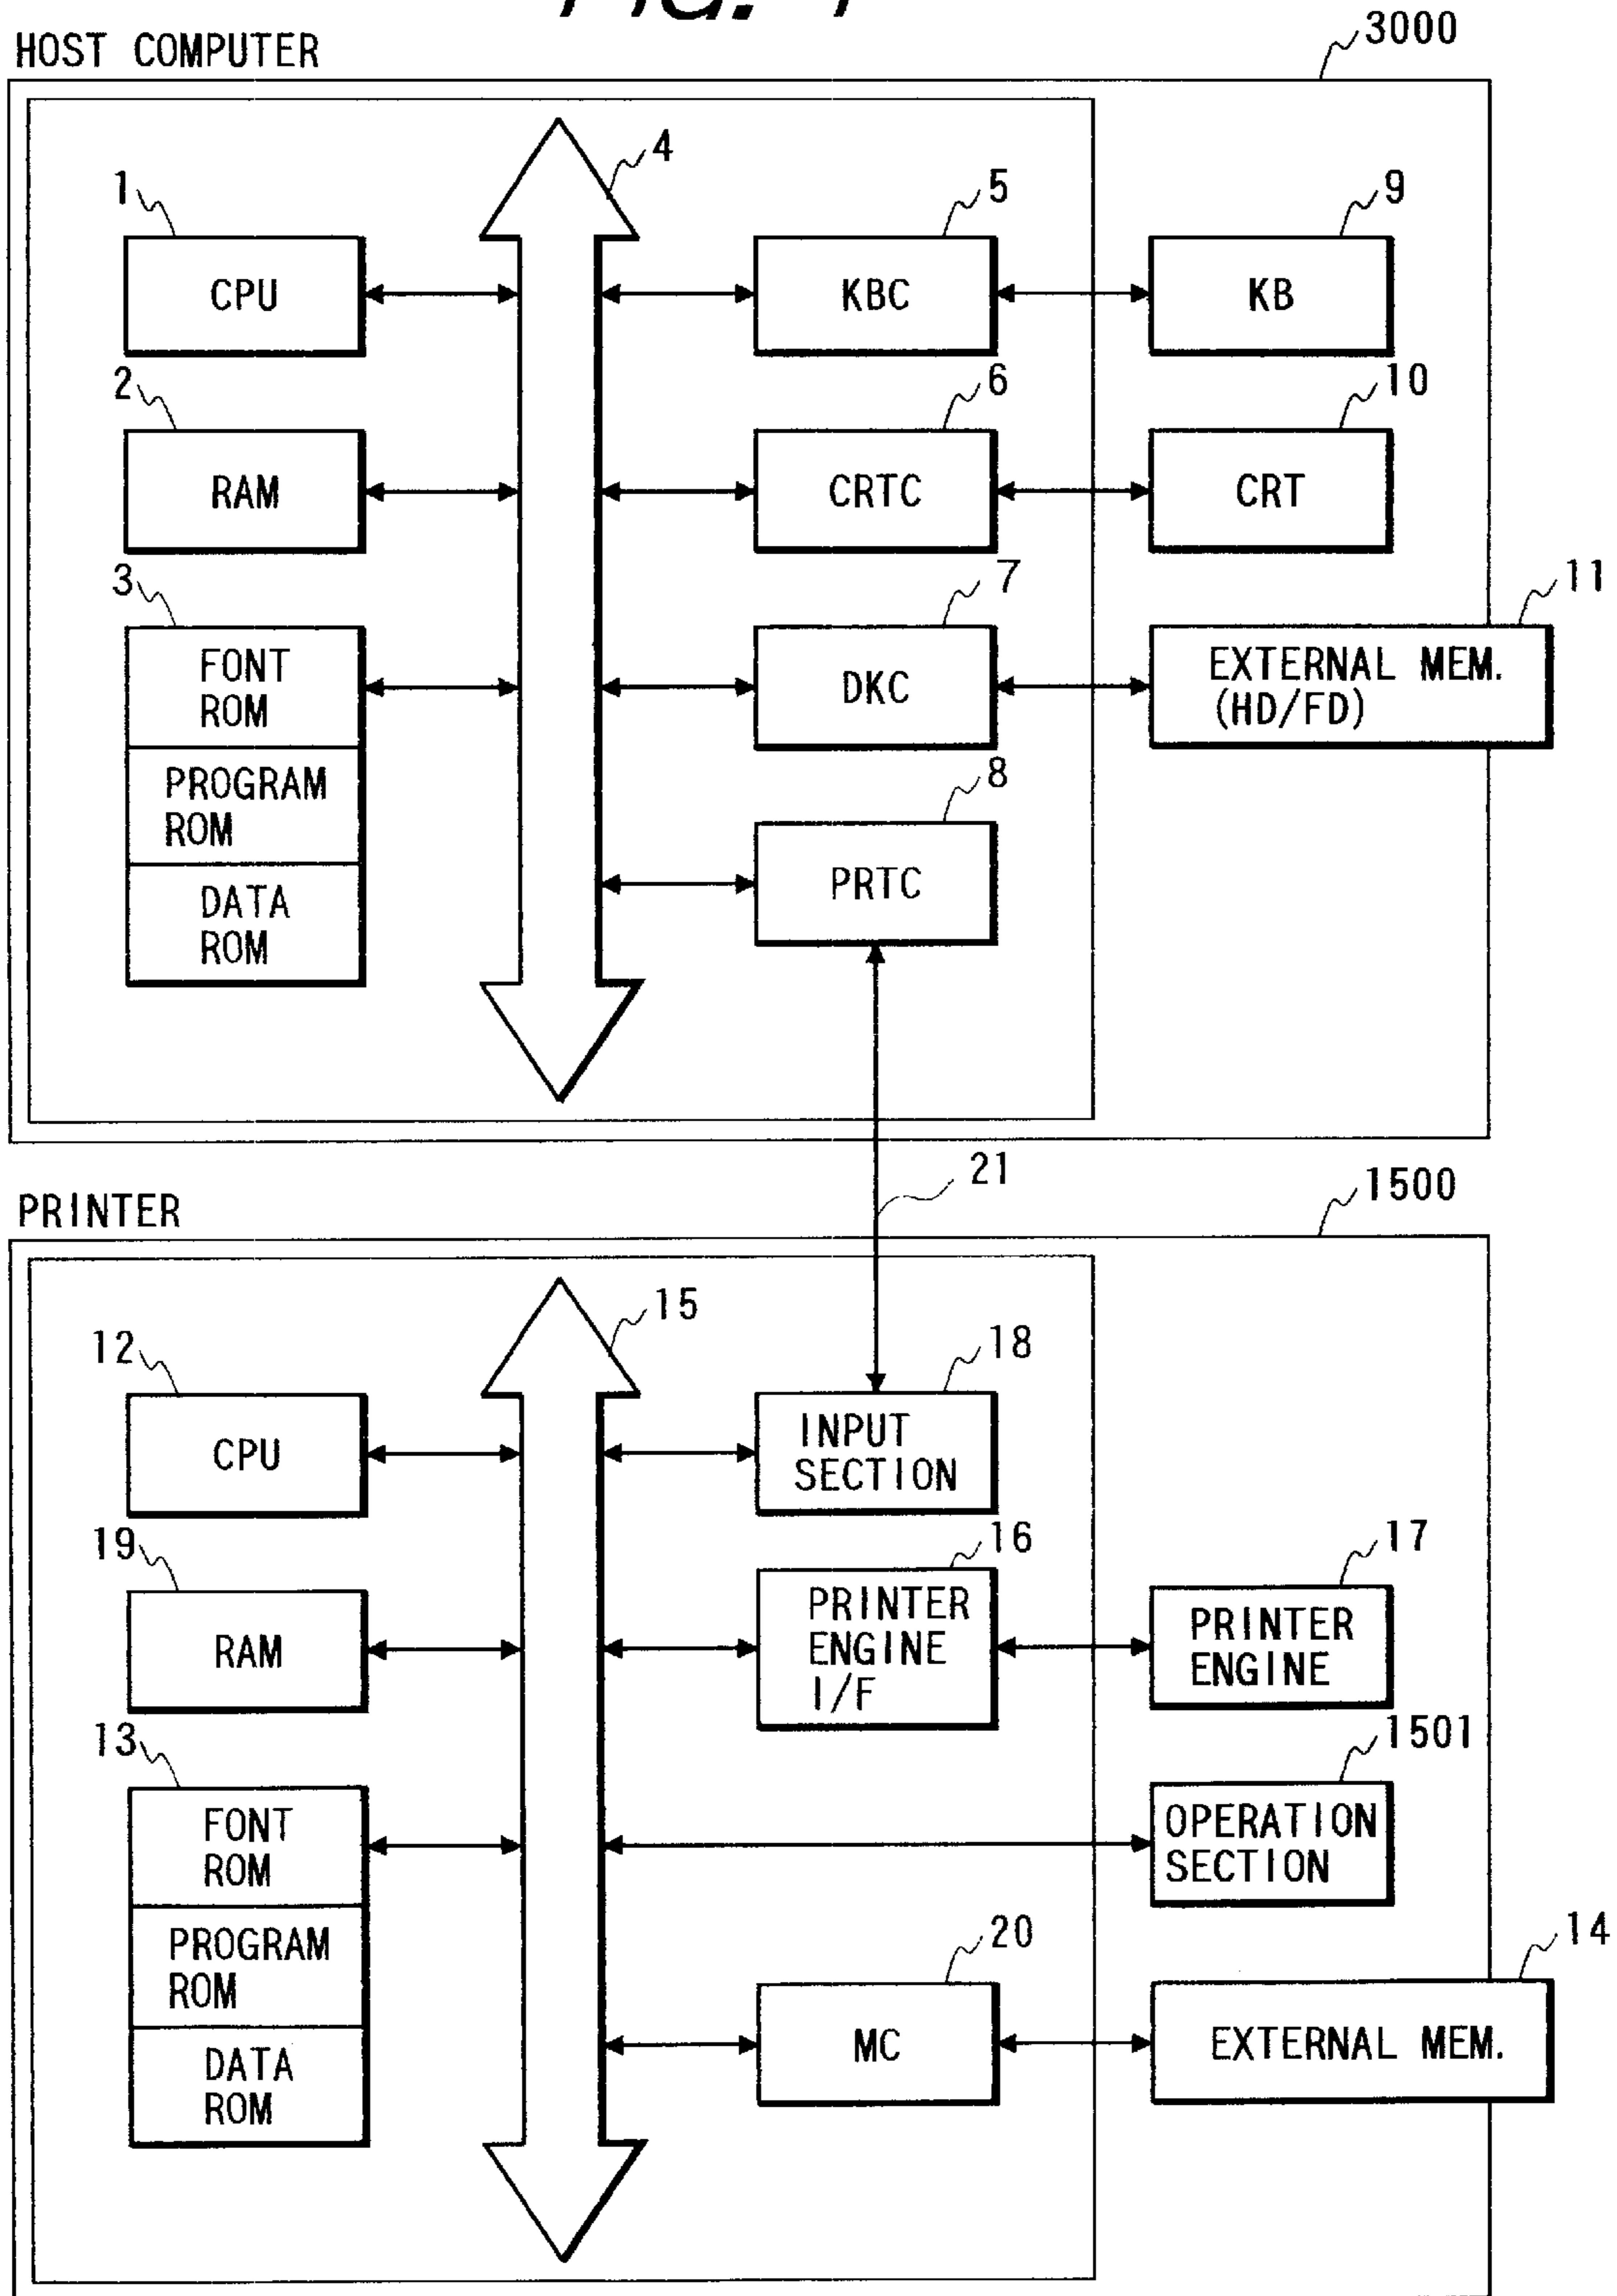 HOST COMPUTER
3000
4
1
5
9
CPU
KBC
KB
2
6
10
RAM
CRTC
CRT
3
7
11
FONT
ROM
DKC
EXTERNAL MEM.
(HD/FD)
PROGRAM
ROM
8
DATA
ROM
PRTC
21
PRINTER
1500
15
12
18
CPU
INPUT
SECTION
19
16
17
RAM
PRINTER
ENGINE
I/F
PRINTER
ENGINE
13
1501
FONT
ROM
OPERATION
SECTION
PROGRAM
ROM
20
14
DATA
ROM
MC
EXTERNAL MEM.